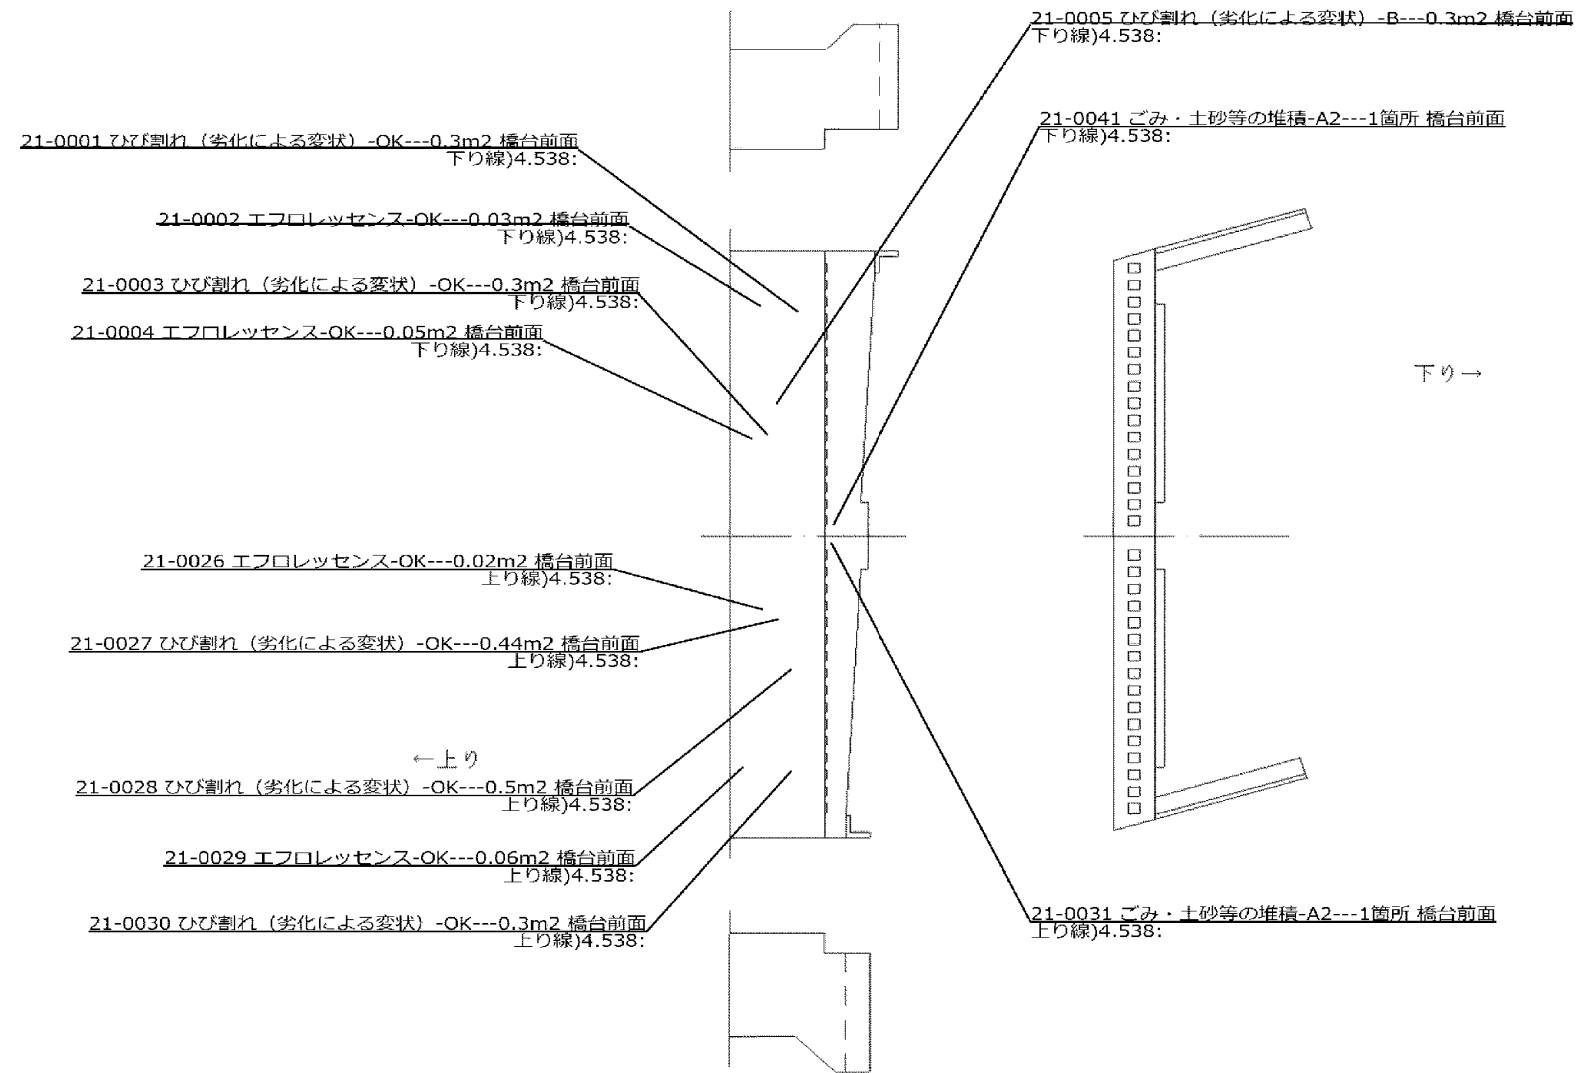 21-0005 ひび割れ（劣化による変状）-B---0.3m2 橋台前面
下り線)4.538:
21-0041 ごみ・土砂等の堆積-A2---1箇所 橋台前面
下り線)4.538:
21-0001 ひび割れ（劣化による変状）-OK---0.3m2 橋台前面
下り線)4.538:
21-0002 エフロレッセンス-OK---0.03m2 橋台前面
下り線)4.538:
21-0003 ひび割れ（劣化による変状）-OK---0.3m2 橋台前面
下り線)4.538:
21-0004 エフロレッセンス-OK---0.05m2 橋台前面
下り線)4.538:
下り→
21-0026 エフロレッセンス-OK---0.02m2 橋台前面
上り線)4.538:
21-0027 ひび割れ（劣化による変状）-OK---0.44m2 橋台前面
上り線)4.538:
←上り
21-0028 ひび割れ（劣化による変状）-OK---0.5m2 橋台前面
上り線)4.538:
21-0029 エフロレッセンス-OK---0.06m2 橋台前面
上り線)4.538:
21-0030 ひび割れ（劣化による変状）-OK---0.3m2 橋台前面
上り線)4.538:
21-0031 ごみ・土砂等の堆積-A2---1箇所 橋台前面
上り線)4.538: